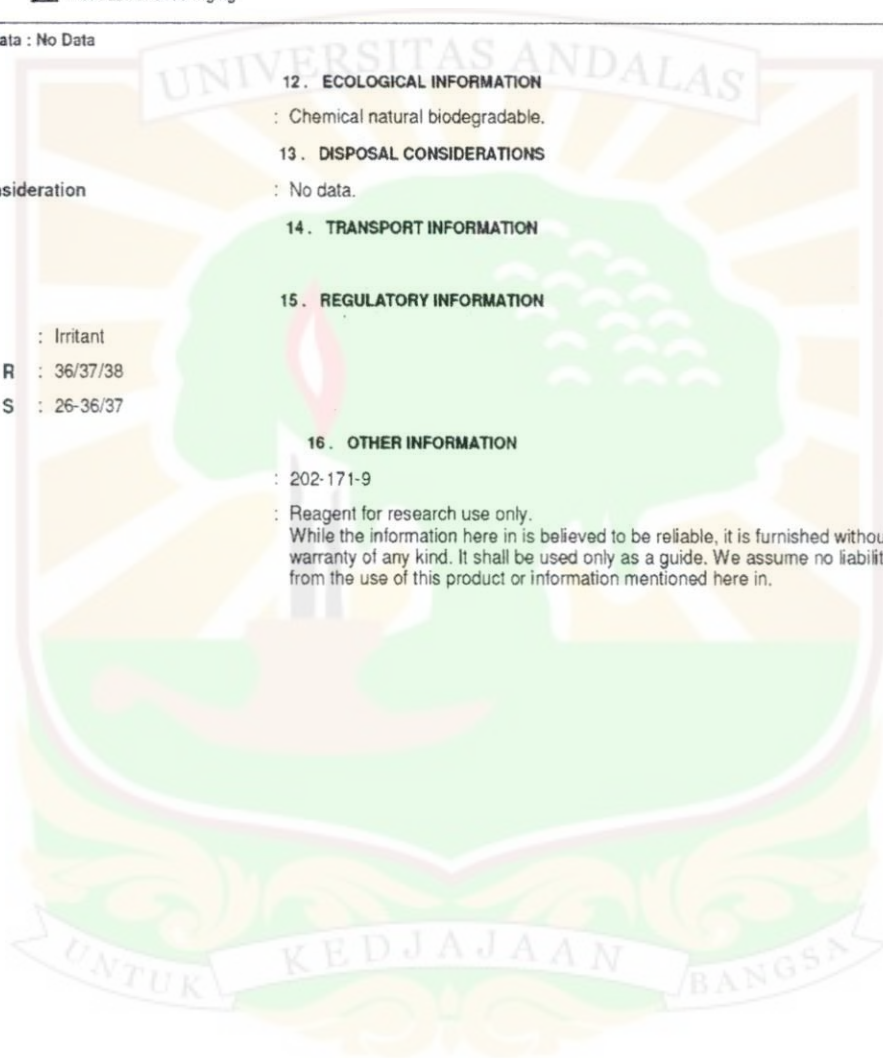 ata : No Data
UNIVERSITAS ANDALAS
12. ECOLOGICAL INFORMATION
: Chemical natural biodegradable.
13. DISPOSAL CONSIDERATIONS
nsideration : No data.
14. TRANSPORT INFORMATION
15. REGULATORY INFORMATION
: Irritant
R : 36/37/38
S : 26-36/37
16. OTHER INFORMATION
: 202-171-9
: Reagent for research use only.
While the information here in is believed to be reliable, it is furnished withou
warranty of any kind. It shall be used only as a guide. We assume no liabilit
from the use of this product or information mentioned here in.
UNTUK KEDJAJAAN BANGSA